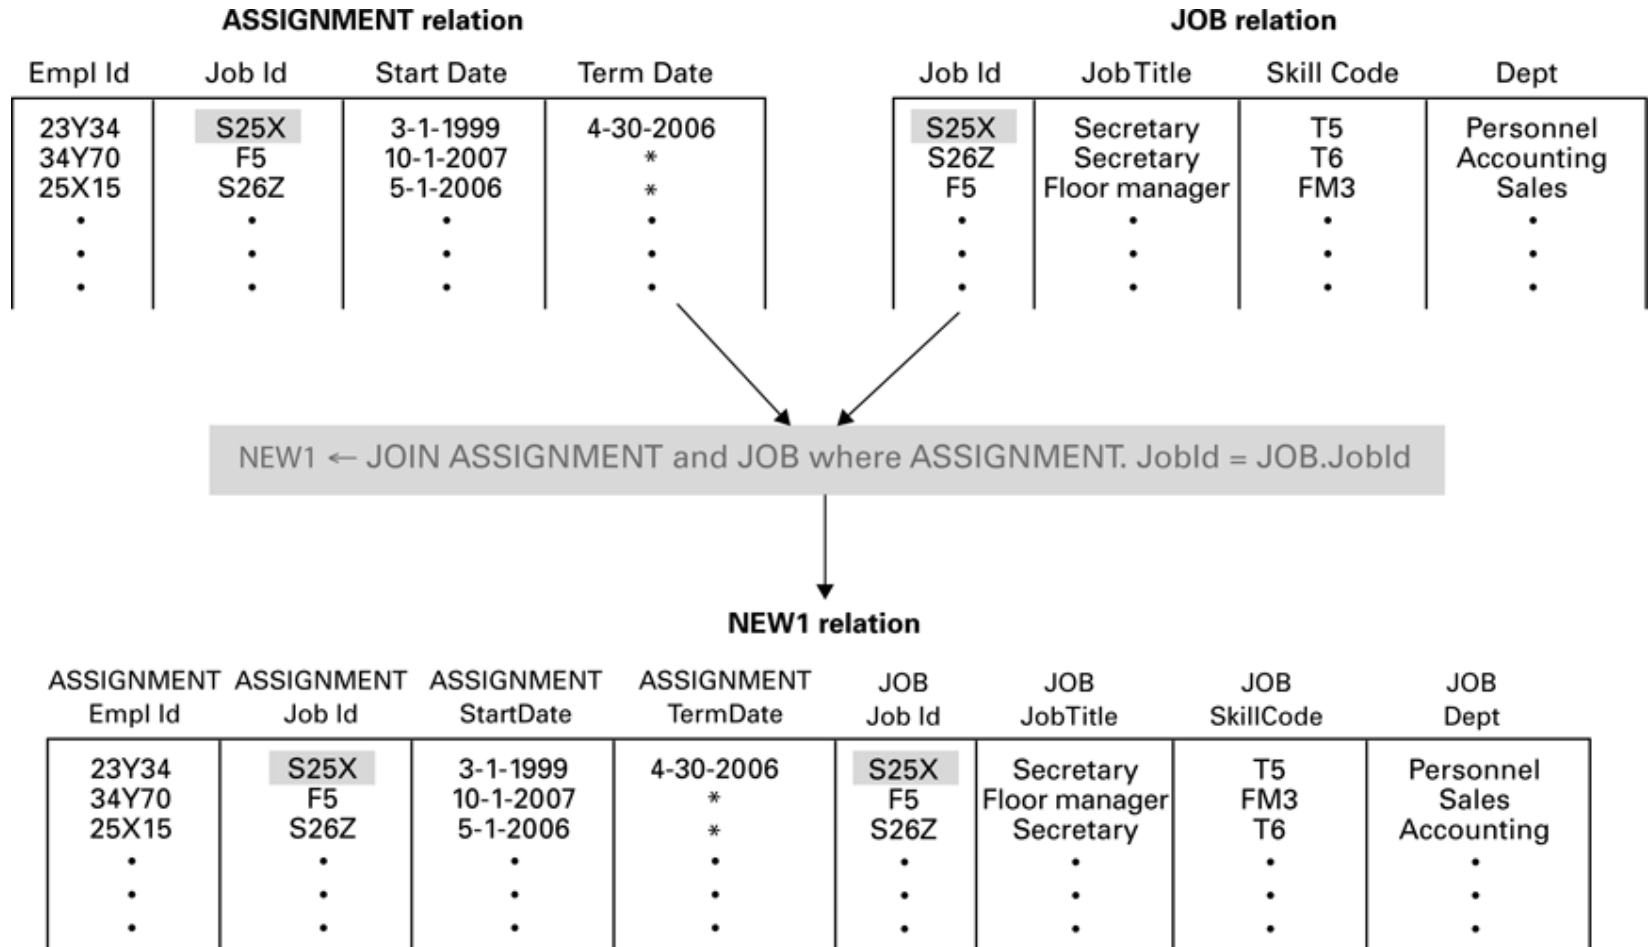 ASSIGNMENT relation
Empl Id Job Id Start Date Term Date
23Y34 S25X 3-1-1999 4-30-2006
34Y70 F5 10-1-2007 *
25X15 S26Z 5-1-2006 *
JOB relation
Job Id Job Title Skill Code Dept
S25X Secretary T5 Personnel
S26Z Secretary T6 Accounting
F5 Floor manager FM3 Sales
NEW1 ← JOIN ASSIGNMENT and JOB where ASSIGNMENT. JobId = JOB.JobId
NEW1 relation
ASSIGNMENT ASSIGNMENT ASSIGNMENT ASSIGNMENT JOB JOB JOB JOB
Empl Id Job Id StartDate TermDate Job Id JobTitle SkillCode Dept
23Y34 S25X 3-1-1999 4-30-2006 S25X Secretary T5 Personnel
34Y70 F5 10-1-2007 * F5 Floor manager FM3 Sales
25X15 S26Z 5-1-2006 * S26Z Secretary T6 Accounting